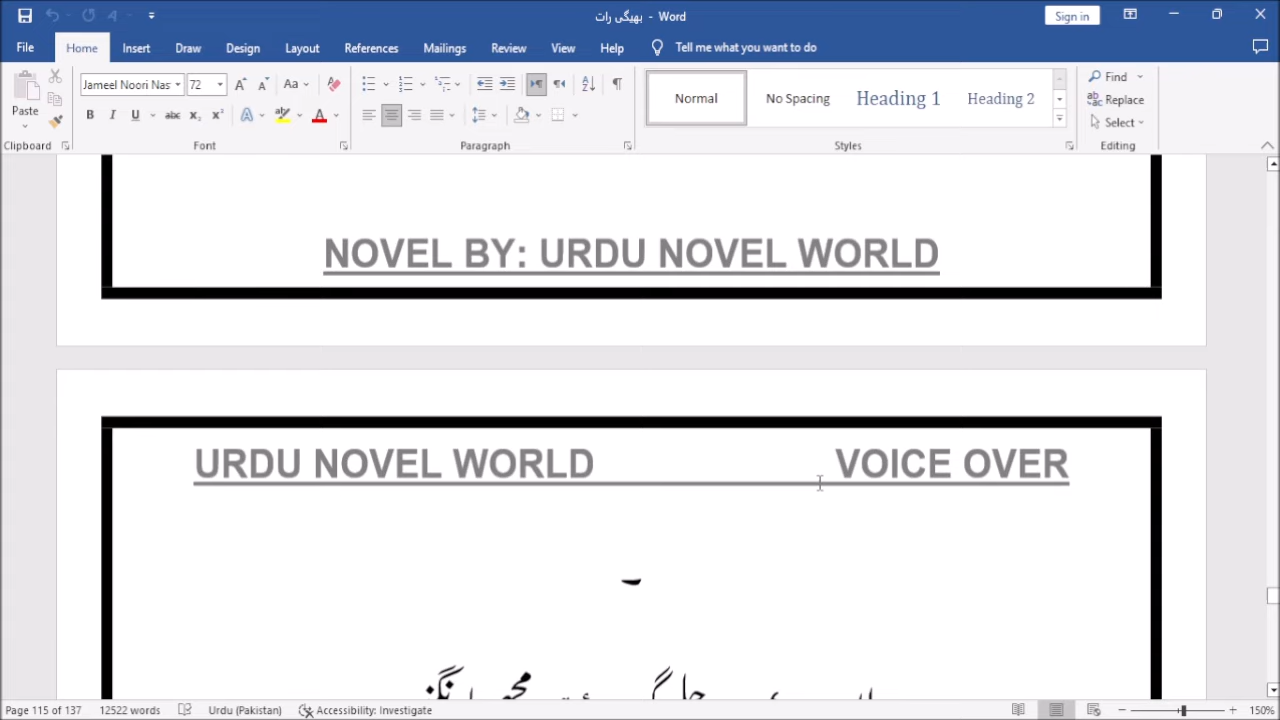 بھیگی رات - Word
Sign in
File Home Insert Draw Design Layout References Mailings Review View Help Tell me what you want to do
Paste
Jameel Noori Nas 72
Find
Replace
Select
Normal No Spacing Heading 1 Heading 2
Clipboard Font Paragraph Styles Editing
NOVEL BY: URDU NOVEL WORLD
URDU NOVEL WORLD VOICE OVER
۔
Page 115 of 137 12522 words Urdu (Pakistan) Accessibility: Investigate 150%